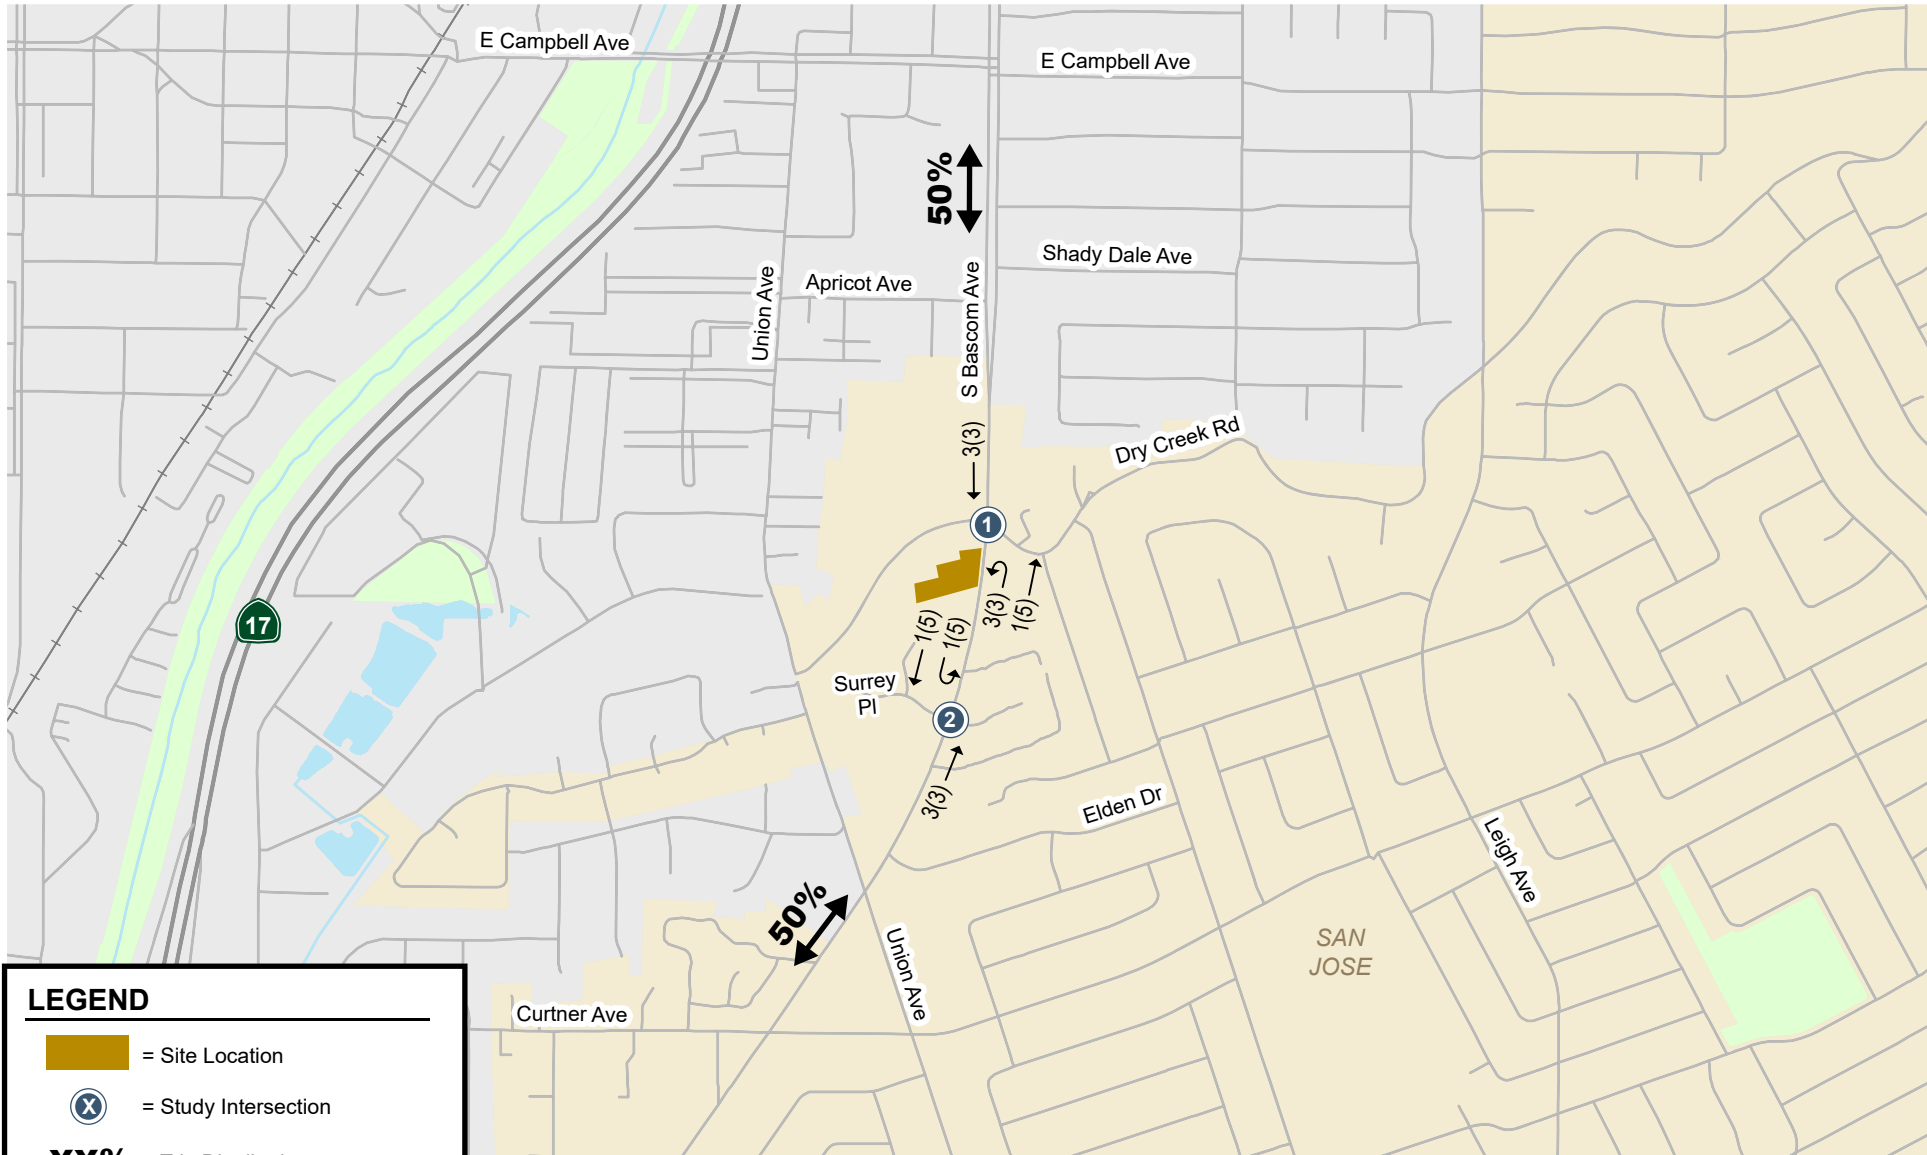 E Campbell Ave
E Campbell Ave
50%
Shady Dale Ave
Union Ave
Apricot Ave
S Bascom Ave
3(3)
Dry Creek Rd
1
17
3(3)
1(5)
1(5)
1(5)
Surrey
Pl
2
3(3)
Elden Dr
Leigh Ave
50%
Union Ave
SAN
JOSE
Curtner Ave
LEGEND
= Site Location
X = Study Intersection